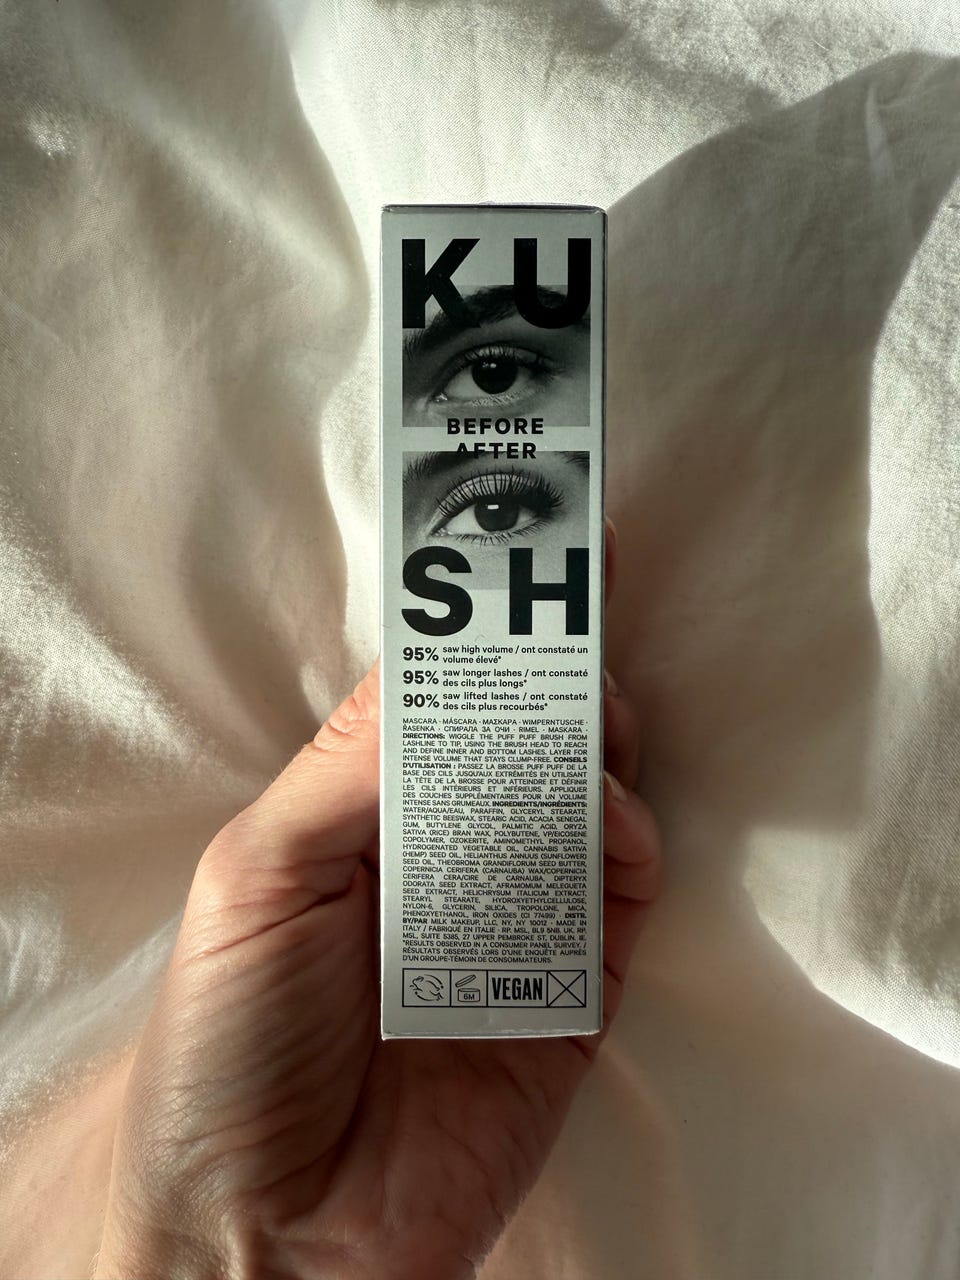 KU
BEFORE
AFTER
SH
95% saw high volume / ont constaté un
volume élevé*
95% saw longer lashes / ont constaté
des cils plus longs*
90% saw lifted lashes / ont constaté
des cils plus recourbés*
MASCARA · MÁSCARA · ΜΑΣΚΑΡΑ · WIMPERNTUSCHE ·
ŘASENKA · СПИРАЛА ЗА ОЧИ · RIMEL · MASKARA ·
DIRECTIONS: WIGGLE THE PUFF PUFF BRUSH FROM
LASHLINE TO TIP, USING THE BRUSH HEAD TO REACH
AND DEFINE INNER AND BOTTOM LASHES. LAYER FOR
INTENSE VOLUME THAT STAYS CLUMP-FREE. CONSEILS
D'UTILISATION : PASSEZ LA BROSSE PUFF PUFF DE LA
BASE DES CILS JUSQU'AUX EXTRÉMITÉS EN UTILISANT
LA TÊTE DE LA BROSSE POUR ATTEINDRE ET DÉFINIR
LES CILS INTÉRIEURS ET INFÉRIEURS. APPLIQUER
DES COUCHES SUPPLÉMENTAIRES POUR UN VOLUME
INTENSE SANS GRUMEAUX. INGREDIENTS/INGRÉDIENTS:
WATER/AQUA/EAU, PARAFFIN, GLYCERYL STEARATE,
SYNTHETIC BEESWAX, STEARIC ACID, ACACIA SENEGAL
GUM, BUTYLENE GLYCOL, PALMITIC ACID, ORYZA
SATIVA (RICE) BRAN WAX, POLYBUTENE, VP/EICOSENE
COPOLYMER, OZOKERITE, AMINOMETHYL PROPANOL,
HYDROGENATED VEGETABLE OIL, CANNABIS SATIVA
(HEMP) SEED OIL, HELIANTHUS ANNUUS (SUNFLOWER)
SEED OIL, THEOBROMA GRANDIFLORUM SEED BUTTER,
COPERNICIA CERIFERA (CARNAUBA) WAX/COPERNICIA
CERIFERA CERA/CIRE DE CARNAUBA, DIPTERYX
ODORATA SEED EXTRACT, AFRAMOMUM MELEGUETA
SEED EXTRACT, HELICHRYSUM ITALICUM EXTRACT,
STEARYL STEARATE, HYDROXYETHYLCELLULOSE,
NYLON-6, GLYCERIN, SILICA, TROPOLONE, MICA,
PHENOXYETHANOL, IRON OXIDES (CI 77499) · DISTR.
BY/PAR MILK MAKEUP, LLC, NY, NY 10012 · MADE IN
ITALY / FABRIQUÉ EN ITALIE · RP. MSL, BL9 5NB, UK. RP.
MSL, SUITE 5385, 27 UPPER PEMBROKE ST, DUBLIN. IE.
*RESULTS OBSERVED IN A CONSUMER PANEL SURVEY. /
RÉSULTATS OBSERVÉS LORS D'UNE ENQUÊTE AUPRÈS
D'UN GROUPE-TÉMOIN DE CONSOMMATEURS.
6M VEGAN